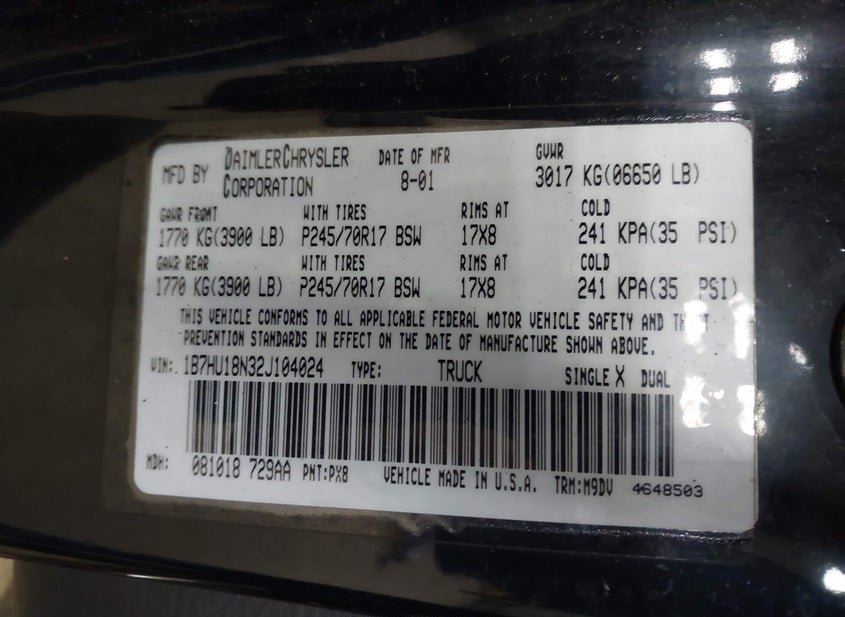 MFD BY DAIMLERCHRYSLER CORPORATION DATE OF MFR 8-01 GVWR 3017 KG(06650 LB)
GAWR FRONT WITH TIRES RIMS AT COLD
1770 KG(3900 LB) P245/70R17 BSW 17X8 241 KPA(35 PSI)
GAWR REAR WITH TIRES RIMS AT COLD
1770 KG(3900 LB) P245/70R17 BSW 17X8 241 KPA(35 PSI)
THIS VEHICLE CONFORMS TO ALL APPLICABLE FEDERAL MOTOR VEHICLE SAFETY AND THEFT
PREVENTION STANDARDS IN EFFECT ON THE DATE OF MANUFACTURE SHOWN ABOVE.
VIN: 1B7HU18N32J104024 TYPE: TRUCK SINGLE X DUAL
MDH: 081018 729AA PNT:PX8 VEHICLE MADE IN U.S.A. TRM:M9DV 4648503